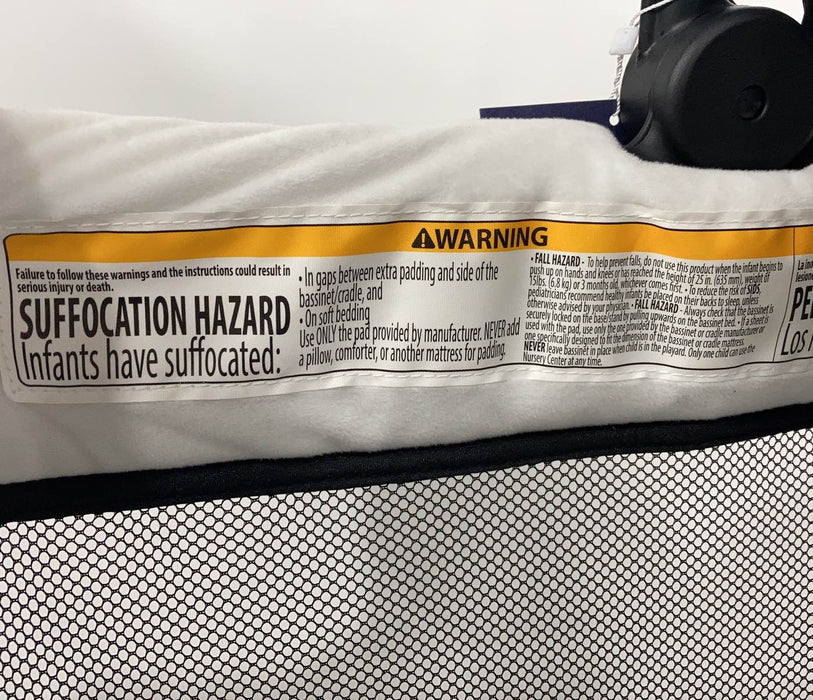 WARNING
Failure to follow these warnings and the instructions could result in
serious injury or death.
SUFFOCATION HAZARD
Infants have suffocated:
• In gaps between extra padding and side of the
bassinet/cradle, and
• On soft bedding
Use ONLY the pad provided by manufacturer. NEVER add
a pillow, comforter, or another mattress for padding.
• FALL HAZARD - To help prevent falls, do not use this product when the infant begins to
push up on hands and knees or has reached the height of 25 in. (635 mm), weight of
15lbs. (6.8 kg) or 3 months old, whichever comes first. • To reduce the risk of SIDS,
pediatricians recommend healthy infants be placed on their backs to sleep, unless
otherwise advised by your physician. • FALL HAZARD - Always check that the bassinet is
securely locked on the base/stand by pulling upwards on the bassinet bed. • If a sheet is
used with the pad, use only the one provided by the bassinet or cradle manufacturer or
one specifically designed to fit the dimension of the bassinet or cradle mattress.
NEVER leave bassinet in place when child is in the playard. Only one child can use the
Nursery Center at any time.